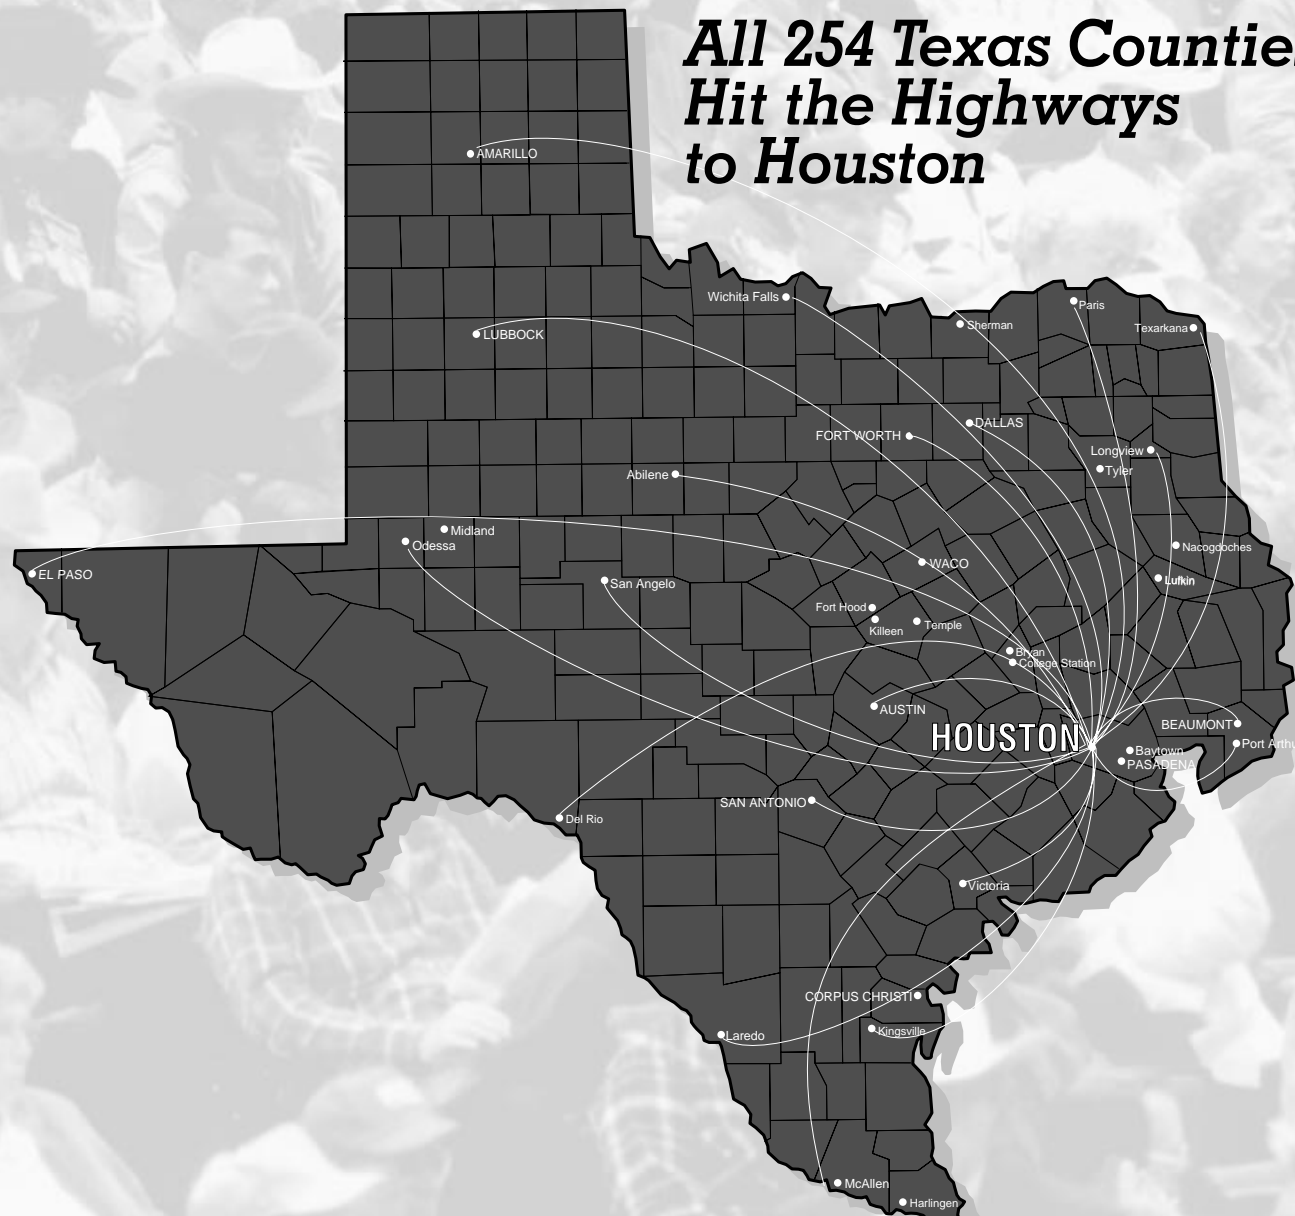 All 254 Texas Countie
Hit the Highways
to Houston
AMARILLO
Wichita Falls
Paris
Sherman
Texarkana
LUBBOCK
DALLAS
FORT WORTH
Longview
Tyler
Abilene
Midland
Odessa
Nacogdoches
WACO
EL PASO
San Angelo
Lufkin
Fort Hood
Killeen
Temple
Bryan
College Station
AUSTIN
HOUSTON
BEAUMONT
Port Arthu
Baytown
PASADENA
SAN ANTONIO
Del Rio
Victoria
CORPUS CHRISTI
Kingsville
Laredo
McAllen
Harlingen